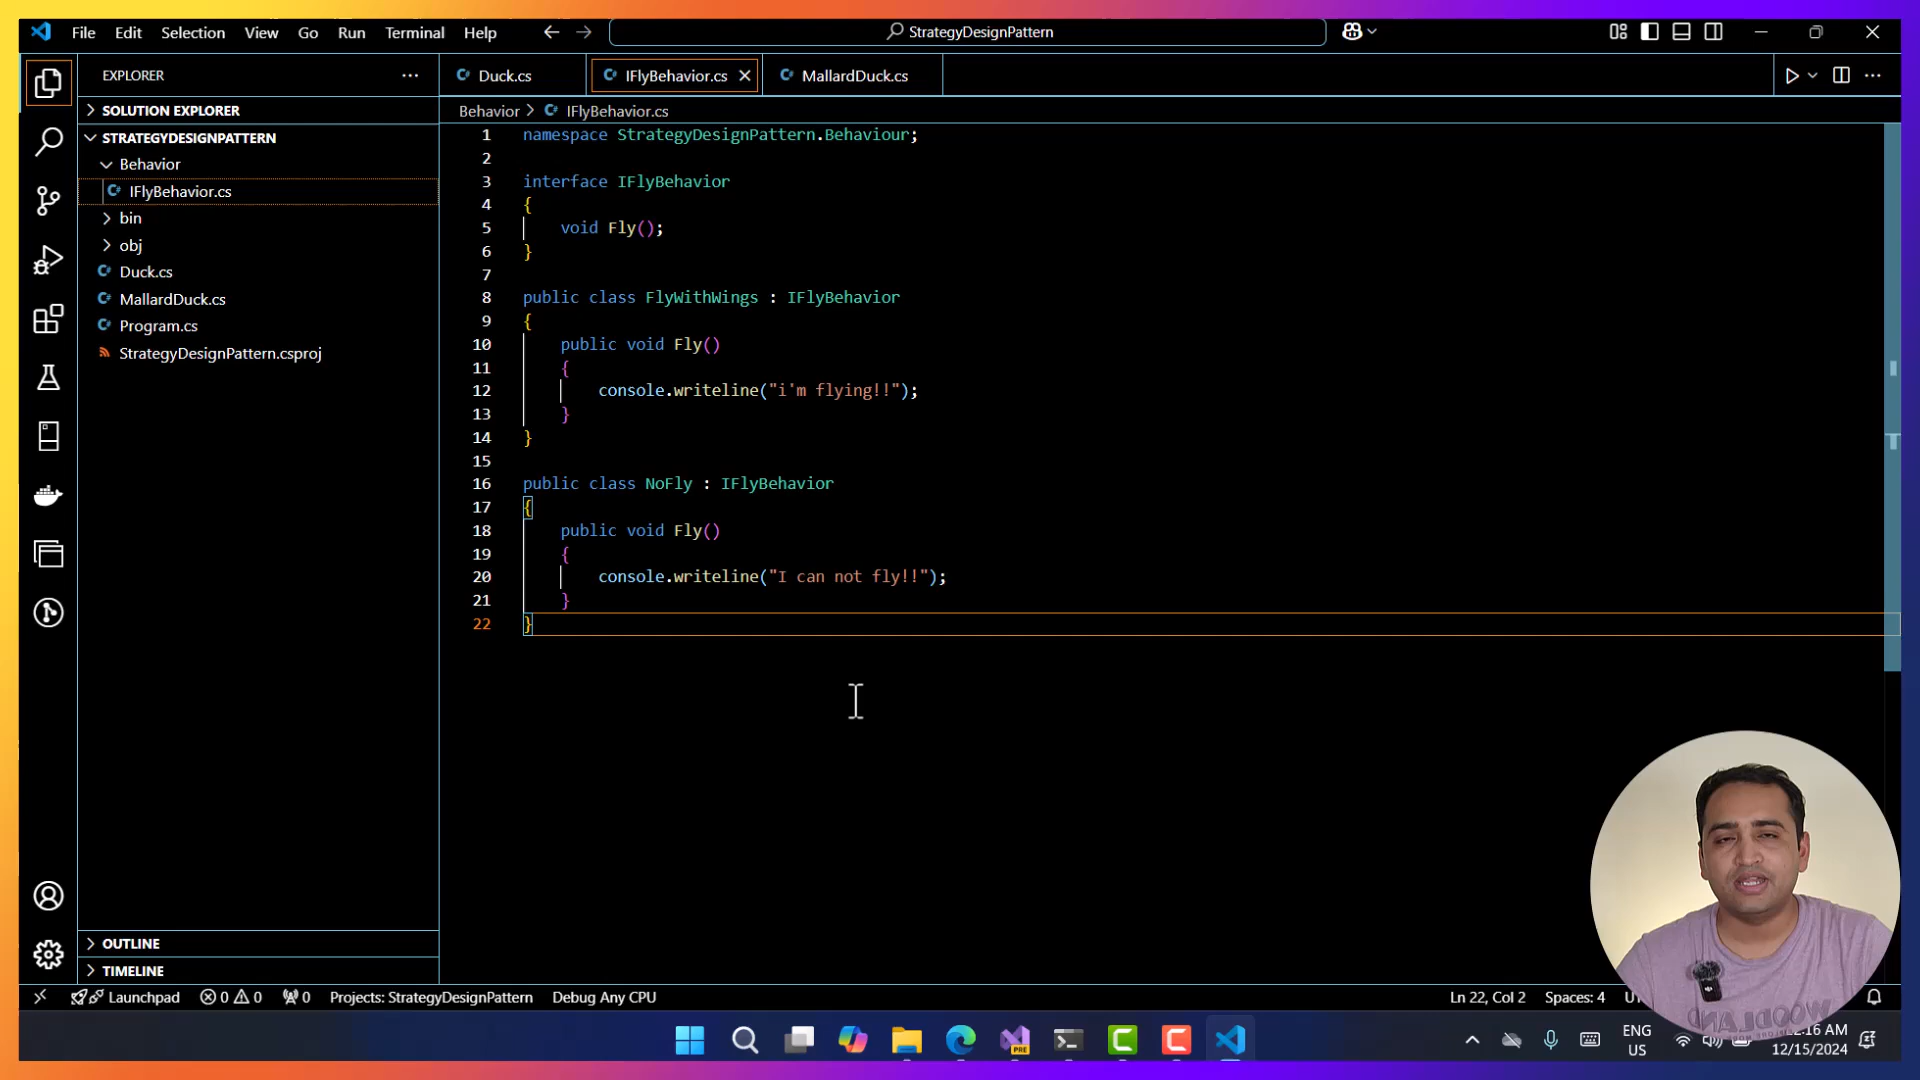 File Edit Selection View Go Run Terminal Help
StrategyDesignPattern
EXPLORER
SOLUTION EXPLORER
STRATEGYDESIGNPATTERN
Behavior
IFlyBehavior.cs
bin
obj
Duck.cs
MallardDuck.cs
Program.cs
StrategyDesignPattern.csproj
OUTLINE
TIMELINE
Duck.cs IFlyBehavior.cs MallardDuck.cs
Behavior > IFlyBehavior.cs
1 namespace StrategyDesignPattern.Behaviour;
2
3 interface IFlyBehavior
4 {
5 void Fly();
6 }
7
8 public class FlyWithWings : IFlyBehavior
9 {
10 public void Fly()
11 {
12 console.writeline("i'm flying!!");
13 }
14 }
15
16 public class NoFly : IFlyBehavior
17 {
18 public void Fly()
19 {
20 console.writeline("I can not fly!!");
21 }
22 }
Launchpad 0 0 0 Projects: StrategyDesignPattern Debug Any CPU
Ln 22, Col 2 Spaces: 4
PRE
ENG
US
:16 AM
12/15/2024